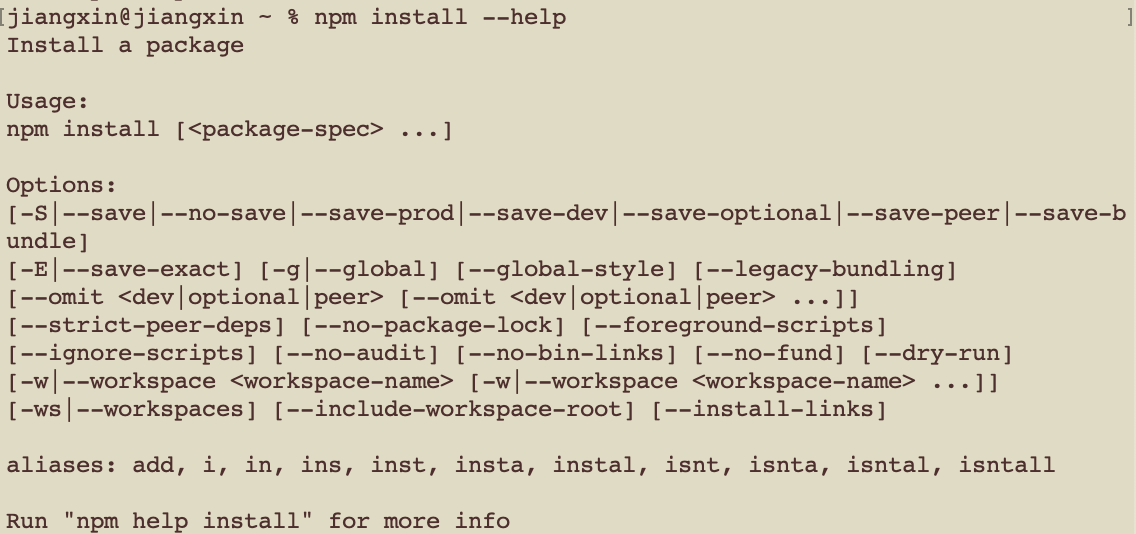 [jiangxin@jiangxin ~ % npm install --help ]
Install a package
Usage:
npm install [<package-spec> ...]
Options:
[-S|--save|--no-save|--save-prod|--save-dev|--save-optional|--save-peer|--save-b
undle]
[-E|--save-exact] [-g|--global] [--global-style] [--legacy-bundling]
[--omit <dev|optional|peer> [--omit <dev|optional|peer> ...]]
[--strict-peer-deps] [--no-package-lock] [--foreground-scripts]
[--ignore-scripts] [--no-audit] [--no-bin-links] [--no-fund] [--dry-run]
[-w|--workspace <workspace-name> [-w|--workspace <workspace-name> ...]]
[-ws|--workspaces] [--include-workspace-root] [--install-links]
aliases: add, i, in, ins, inst, insta, instal, isnt, isnta, isntal, isntall
Run "npm help install" for more info